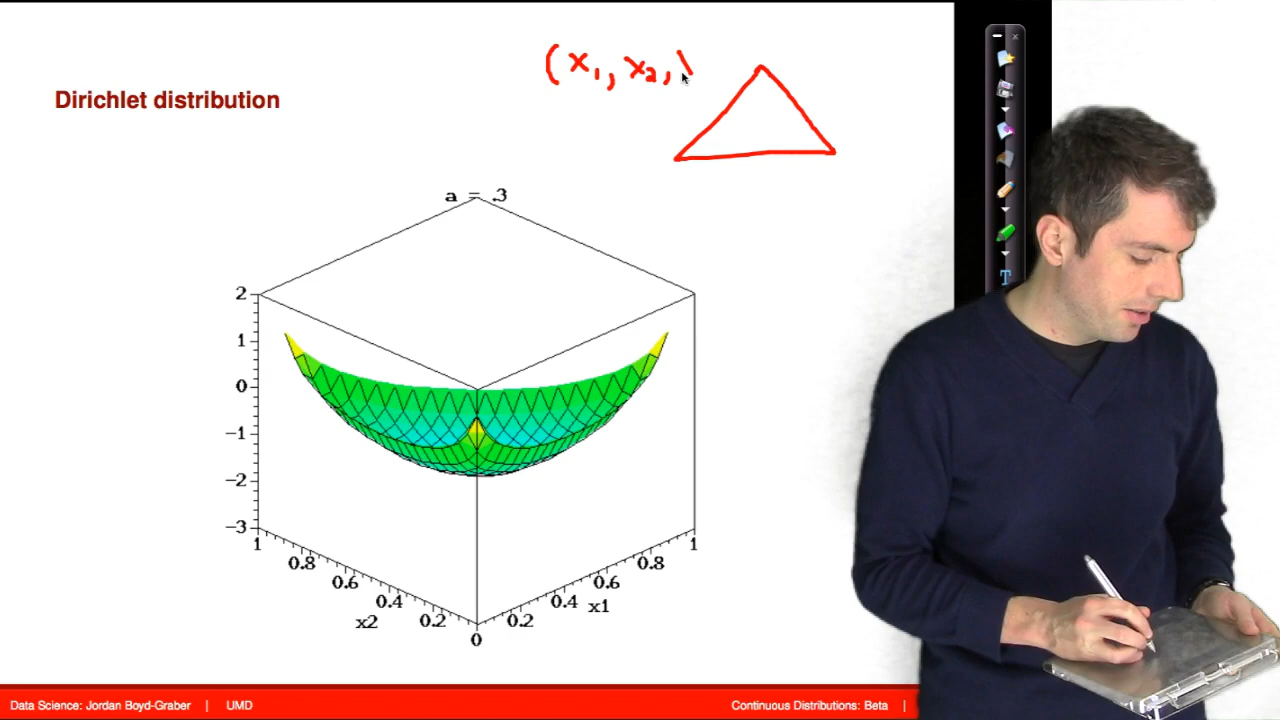 (x₁, x₂, \
Dirichlet distribution
a = .3
2
1
0
−1
−2
−3
1
0.8
0.6
0.4
0.2
0
0.2
0.4
0.6
0.8
1
x2
x1
T
Data Science: Jordan Boyd-Graber | UMD
Continuous Distributions: Beta |